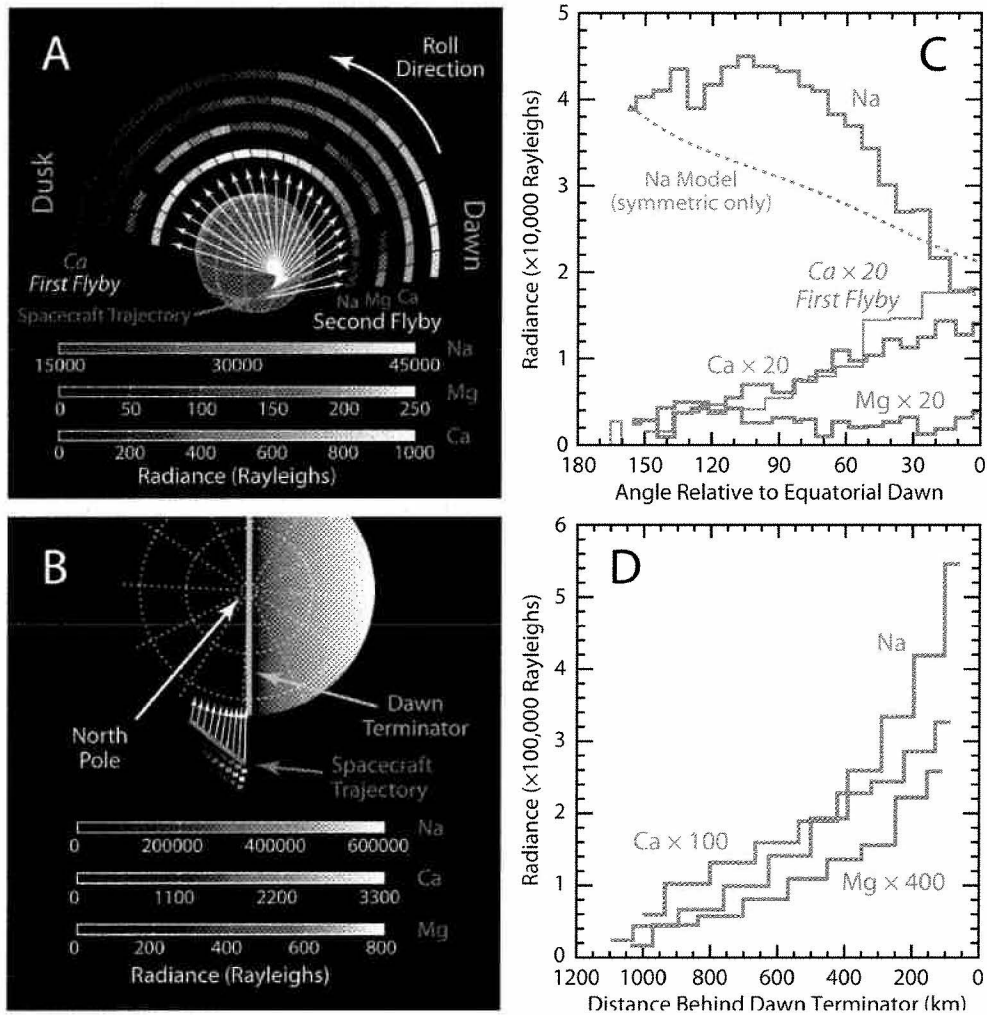 A
Roll
Direction
Dusk
Dawn
Ca
First Flyby
Spacecraft Trajectory
Na Mg Ca
Second Flyby
Na
15000 30000 45000
Mg
0 50 100 150 200 250
Ca
0 200 400 600 800 1000
Radiance (Rayleighs)
B
North
Pole
Dawn
Terminator
Spacecraft
Trajectory
Na
0 200000 400000 600000
Ca
0 1100 2200 3300
Mg
0 200 400 600 800
Radiance (Rayleighs)
C
Radiance (×10,000 Rayleighs)
5
4
3
2
1
0
Na
Na Model
(symmetric only)
Ca × 20
First Flyby
Ca × 20
Mg × 20
180 150 120 90 60 30 0
Angle Relative to Equatorial Dawn
D
Radiance (×100,000 Rayleighs)
6
5
4
3
2
1
0
Na
Ca × 100
Mg × 400
1200 1000 800 600 400 200 0
Distance Behind Dawn Terminator (km)